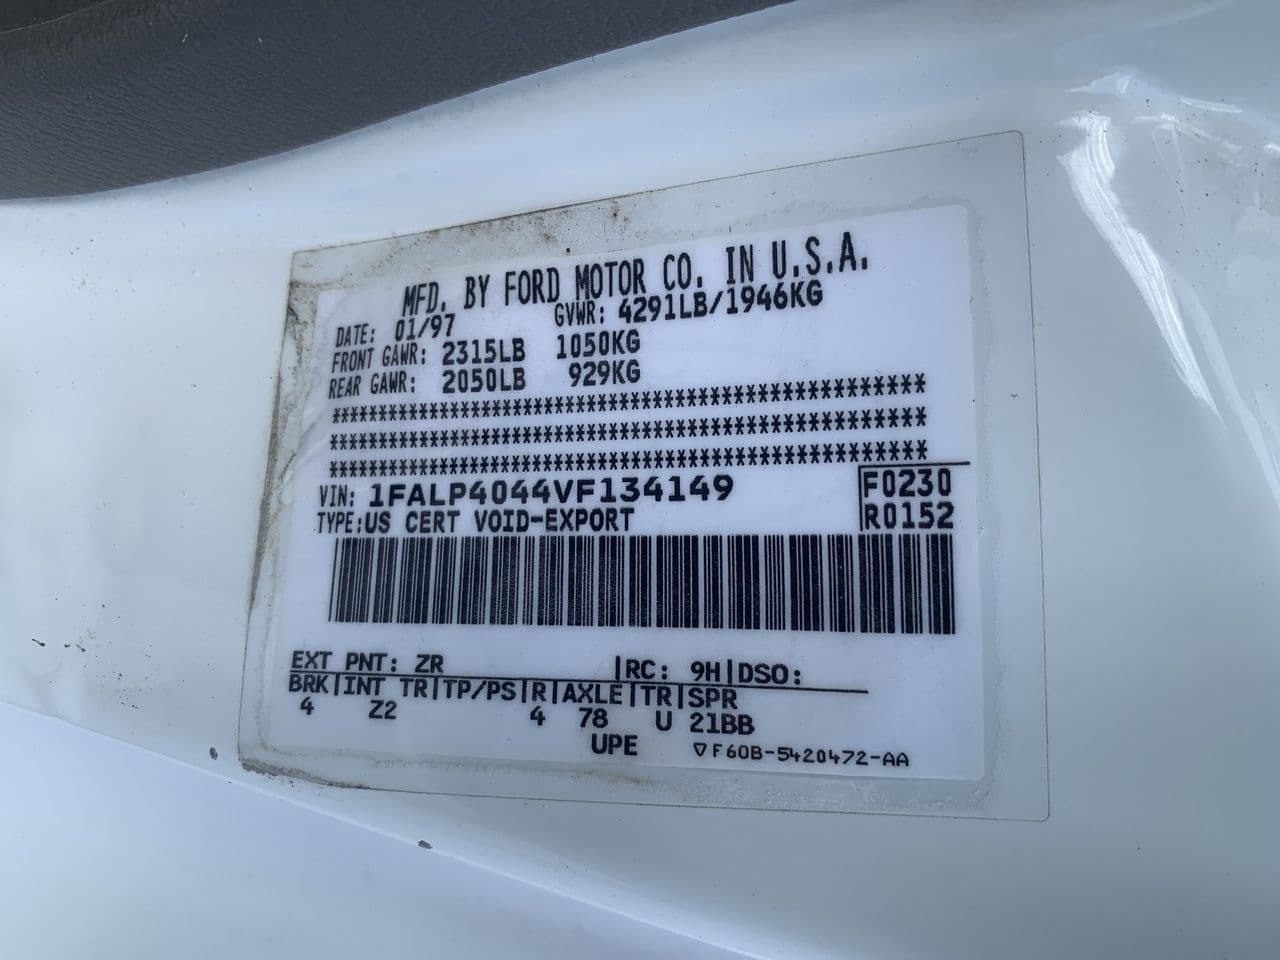 MFD. BY FORD MOTOR CO. IN U.S.A.
DATE: 01/97 GVWR: 4291LB/1946KG
FRONT GAWR: 2315LB 1050KG
REAR GAWR: 2050LB 929KG
*************************************************
*************************************************
*************************************************
VIN: 1FALP4044VF134149 F0230
TYPE:US CERT VOID-EXPORT R0152
EXT PNT: ZR |RC: 9H|DSO:
BRK|INT TR|TP/PS|R|AXLE|TR|SPR
4 Z2 4 78 U 21BB
UPE ▽F60B-5420472-AA